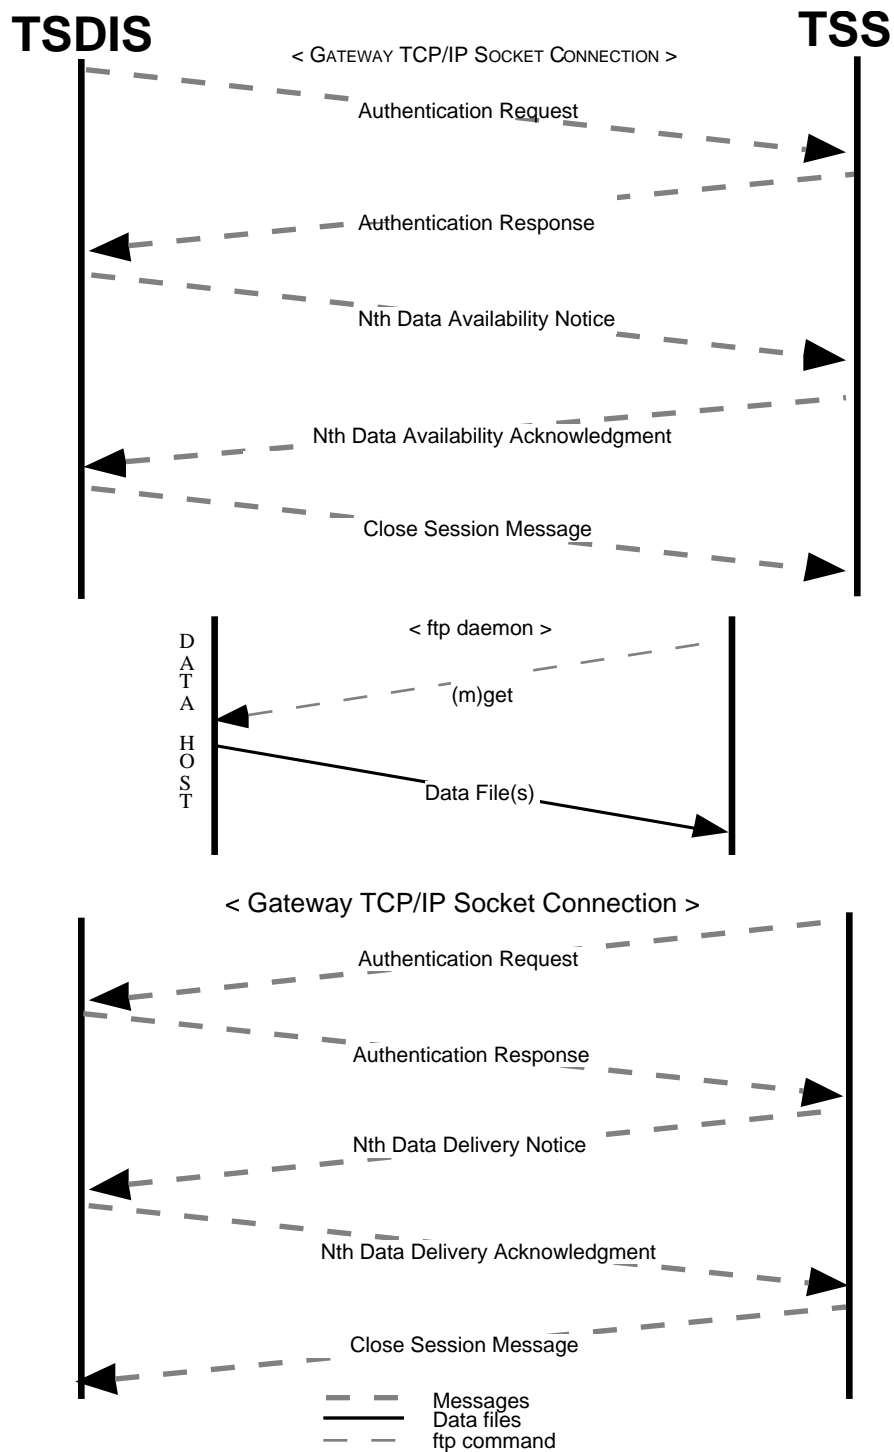 TSDIS
TSS
< GATEWAY TCP/IP SOCKET CONNECTION >
Authentication Request
Authentication Response
Nth Data Availability Notice
Nth Data Availability Acknowledgment
Close Session Message
DATA HOST
< ftp daemon >
(m)get
Data File(s)
< Gateway TCP/IP Socket Connection >
Authentication Request
Authentication Response
Nth Data Delivery Notice
Nth Data Delivery Acknowledgment
Close Session Message
Messages
Data files
ftp command